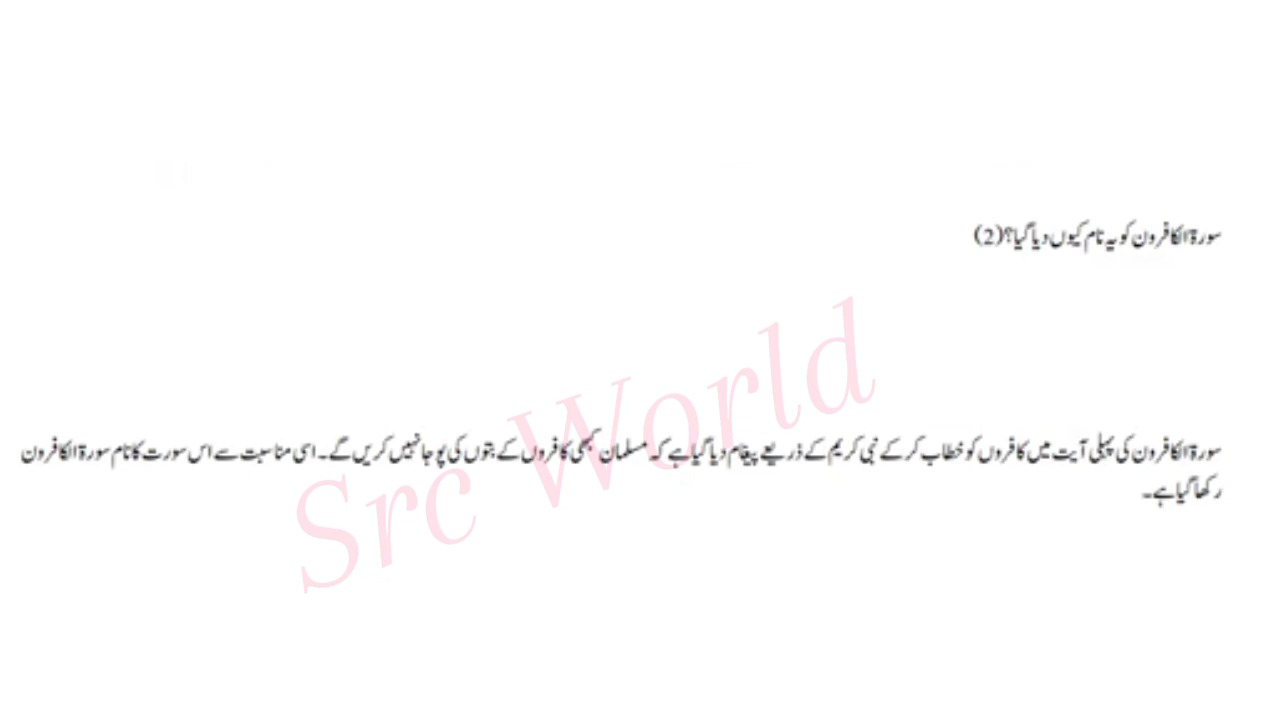 سورۃ الکافرون کو یہ نام کیوں دیا گیا؟(2)
سورۃ الکافرون کی پہلی آیت میں کافروں کو خطاب کر کے نبی کریم کے ذریعے پیغام دیا گیا ہے کہ مسلمان کبھی کافروں کے بتوں کی پوجا نہیں کریں گے۔ اسی مناسبت سے اس سورت کا نام سورۃ الکافرون
رکھا گیا ہے۔
Src World